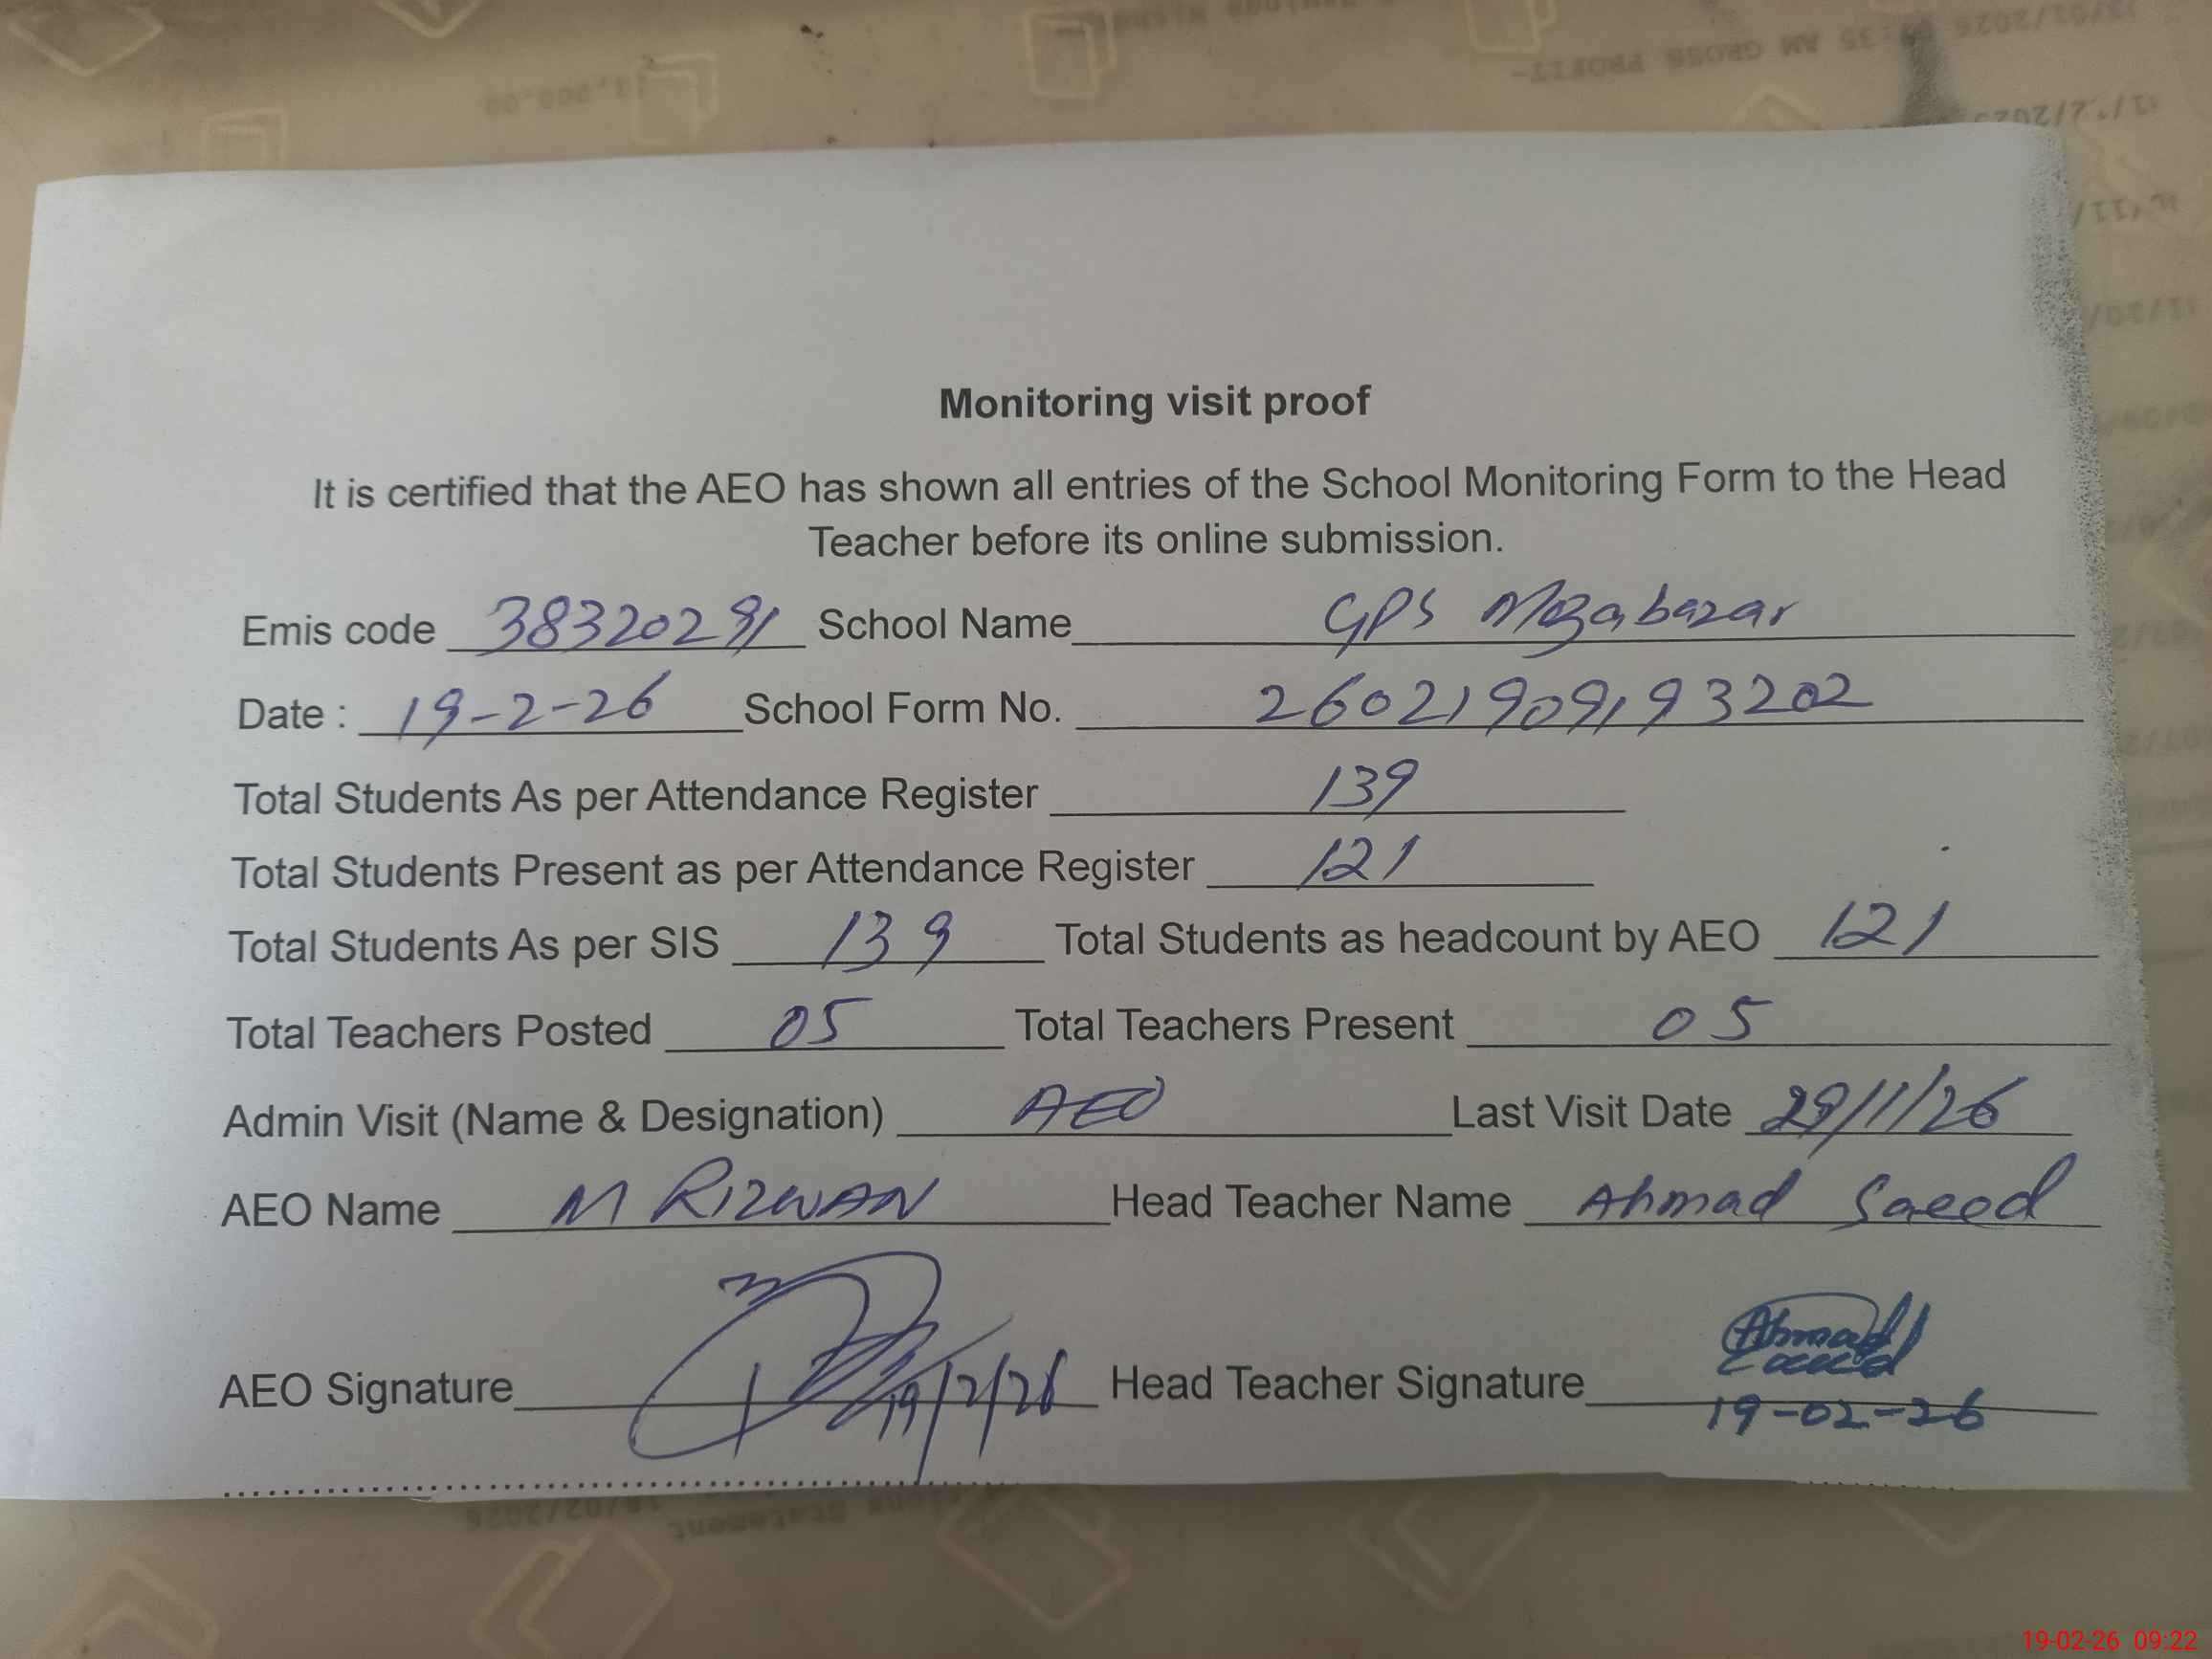 Monitoring visit proof
It is certified that the AEO has shown all entries of the School Monitoring Form to the Head
Teacher before its online submission.
Emis code 38320291 School Name GPS
Date : 19-2-26 School Form No. 26021909193202
Total Students As per Attendance Register 139
Total Students Present as per Attendance Register 121
Total Students As per SIS 139 Total Students as headcount by AEO 121
Total Teachers Posted 05 Total Teachers Present 05
Admin Visit (Name & Designation) AEO Last Visit Date /1/26
AEO Name M RIZWAN Head Teacher Name Ahmad Saeed
AEO Signature 19/2/26 Head Teacher Signature Ahmad Saeed
19-02-26
19-02-26 09:22